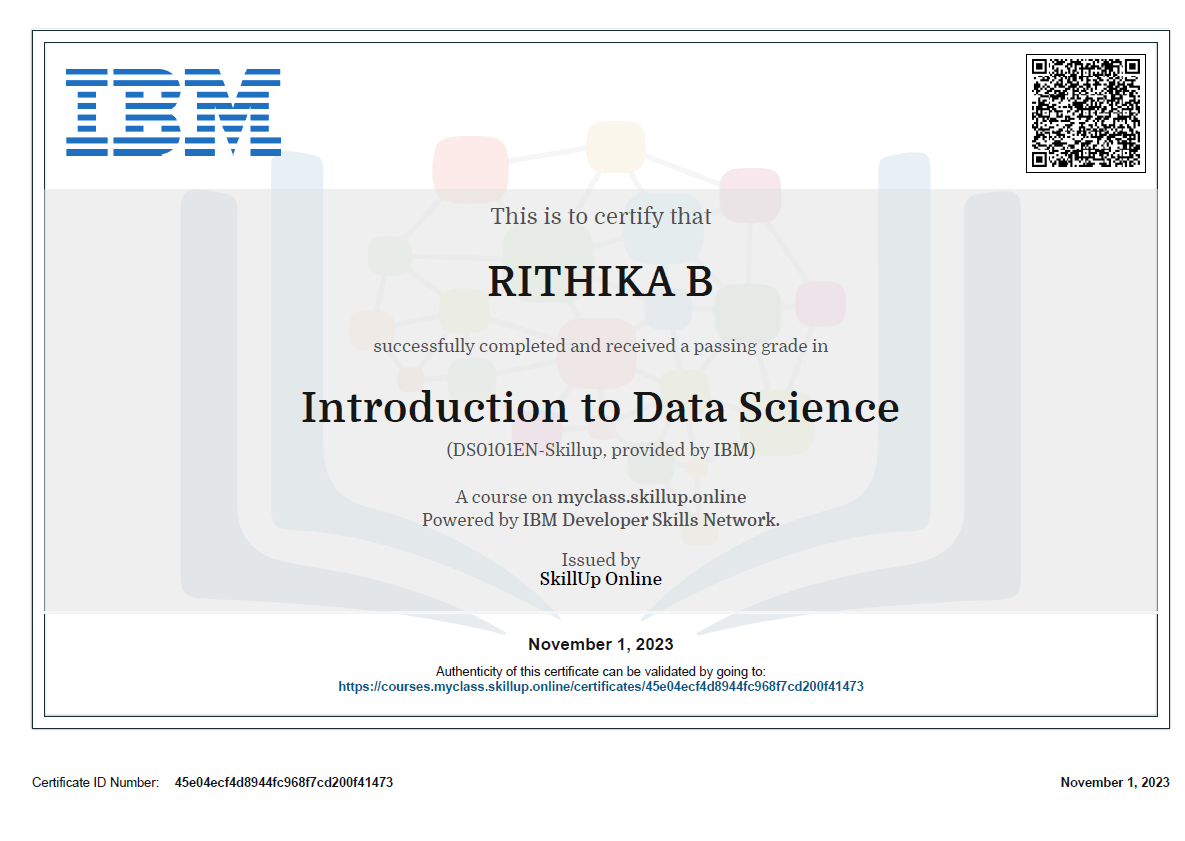 IBM
This is to certify that
RITHIKA B
successfully completed and received a passing grade in
Introduction to Data Science
(DS0101EN-Skillup, provided by IBM)
A course on myclass.skillup.online
Powered by IBM Developer Skills Network.
Issued by
SkillUp Online
November 1, 2023
Authenticity of this certificate can be validated by going to:
https://courses.myclass.skillup.online/certificates/45e04ecf4d8944fc968f7cd200f41473
Certificate ID Number: 45e04ecf4d8944fc968f7cd200f41473
November 1, 2023